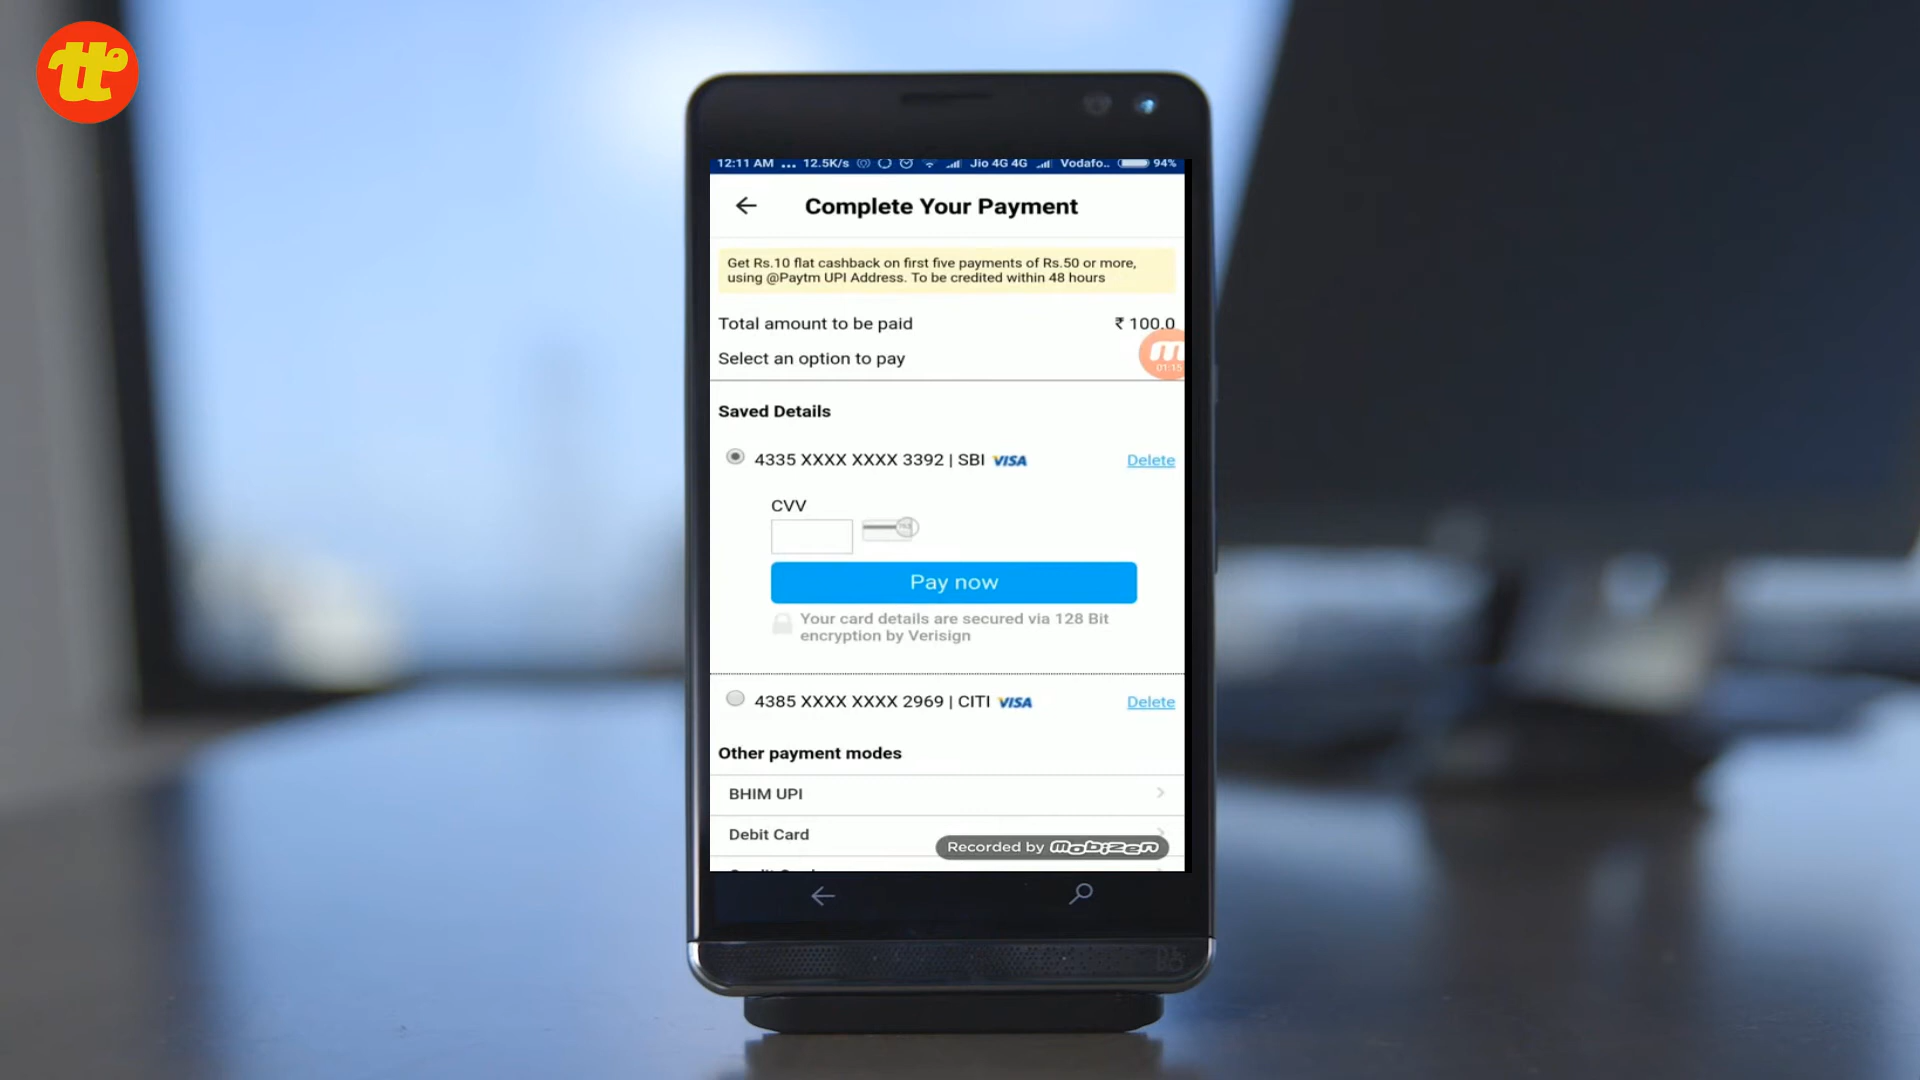 tt
12:11 AM ... 12.5K/s Jio 4G 4G Vodafo.. 94%
Complete Your Payment
Get Rs.10 flat cashback on first five payments of Rs.50 or more,
using @Paytm UPI Address. To be credited within 48 hours
Total amount to be paid ₹ 100.0
Select an option to pay
01:15
Saved Details
4335 XXXX XXXX 3392 | SBI VISA Delete
CVV
Pay now
Your card details are secured via 128 Bit
encryption by Verisign
4385 XXXX XXXX 2969 | CITI VISA Delete
Other payment modes
BHIM UPI
Debit Card
Recorded by mobizen